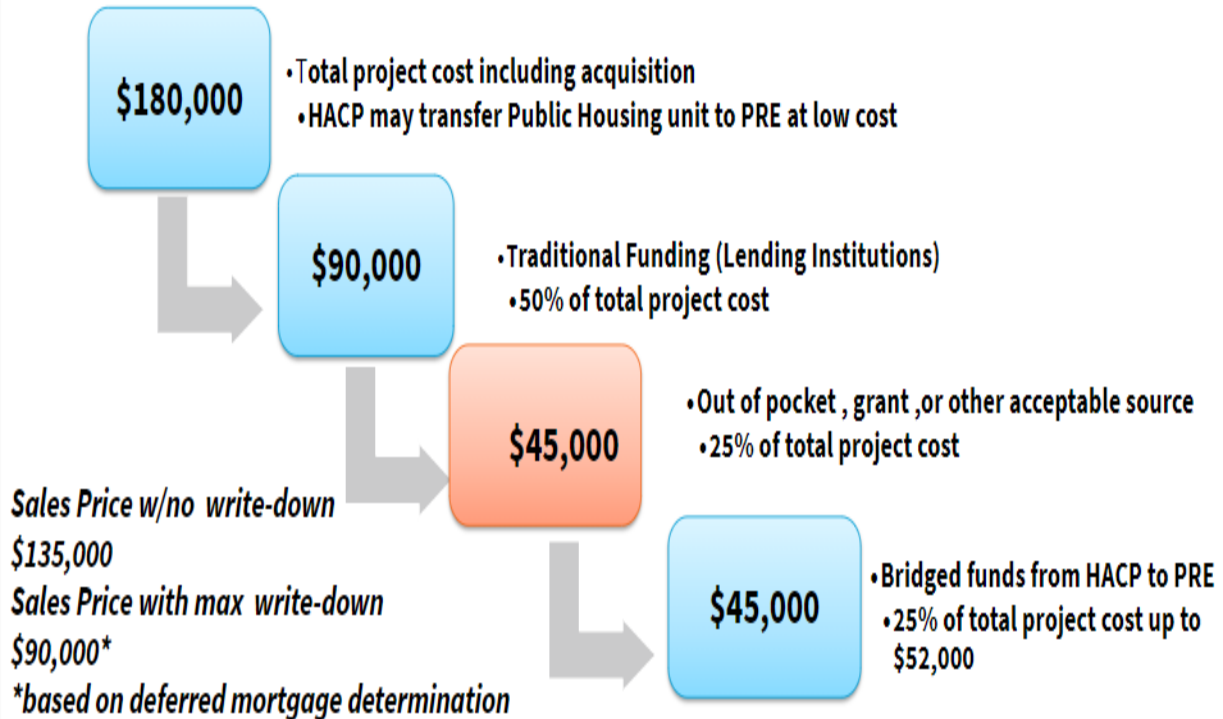 $180,000
•Total project cost including acquisition
•HACP may transfer Public Housing unit to PRE at low cost
$90,000
•Traditional Funding (Lending Institutions)
•50% of total project cost
$45,000
•Out of pocket , grant ,or other acceptable source
•25% of total project cost
Sales Price w/no write-down
$135,000
Sales Price with max write-down
$90,000*
*based on deferred mortgage determination
$45,000
•Bridged funds from HACP to PRE
•25% of total project cost up to
$52,000